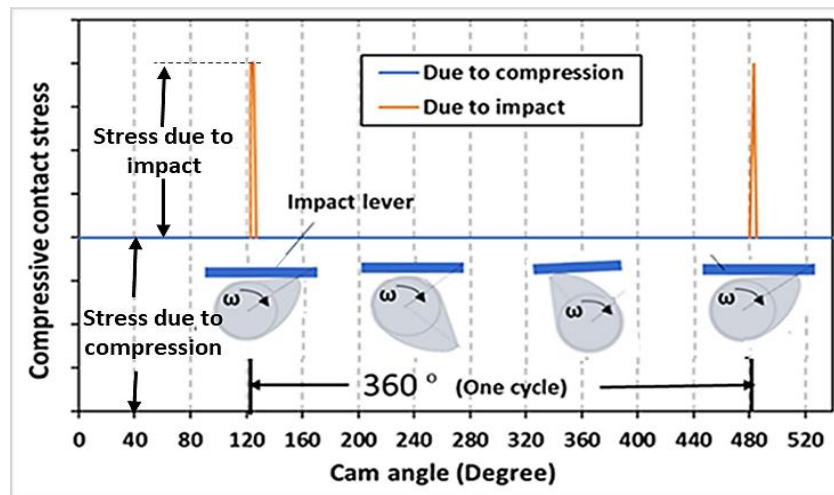 Compressive contact stress
Due to compression
Due to impact
Stress due to
impact
Impact lever
Stress due to
compression
ω
ω
ω
ω
360 ° (One cycle)
0 40 80 120 160 200 240 280 320 360 400 440 480 520
Cam angle (Degree)